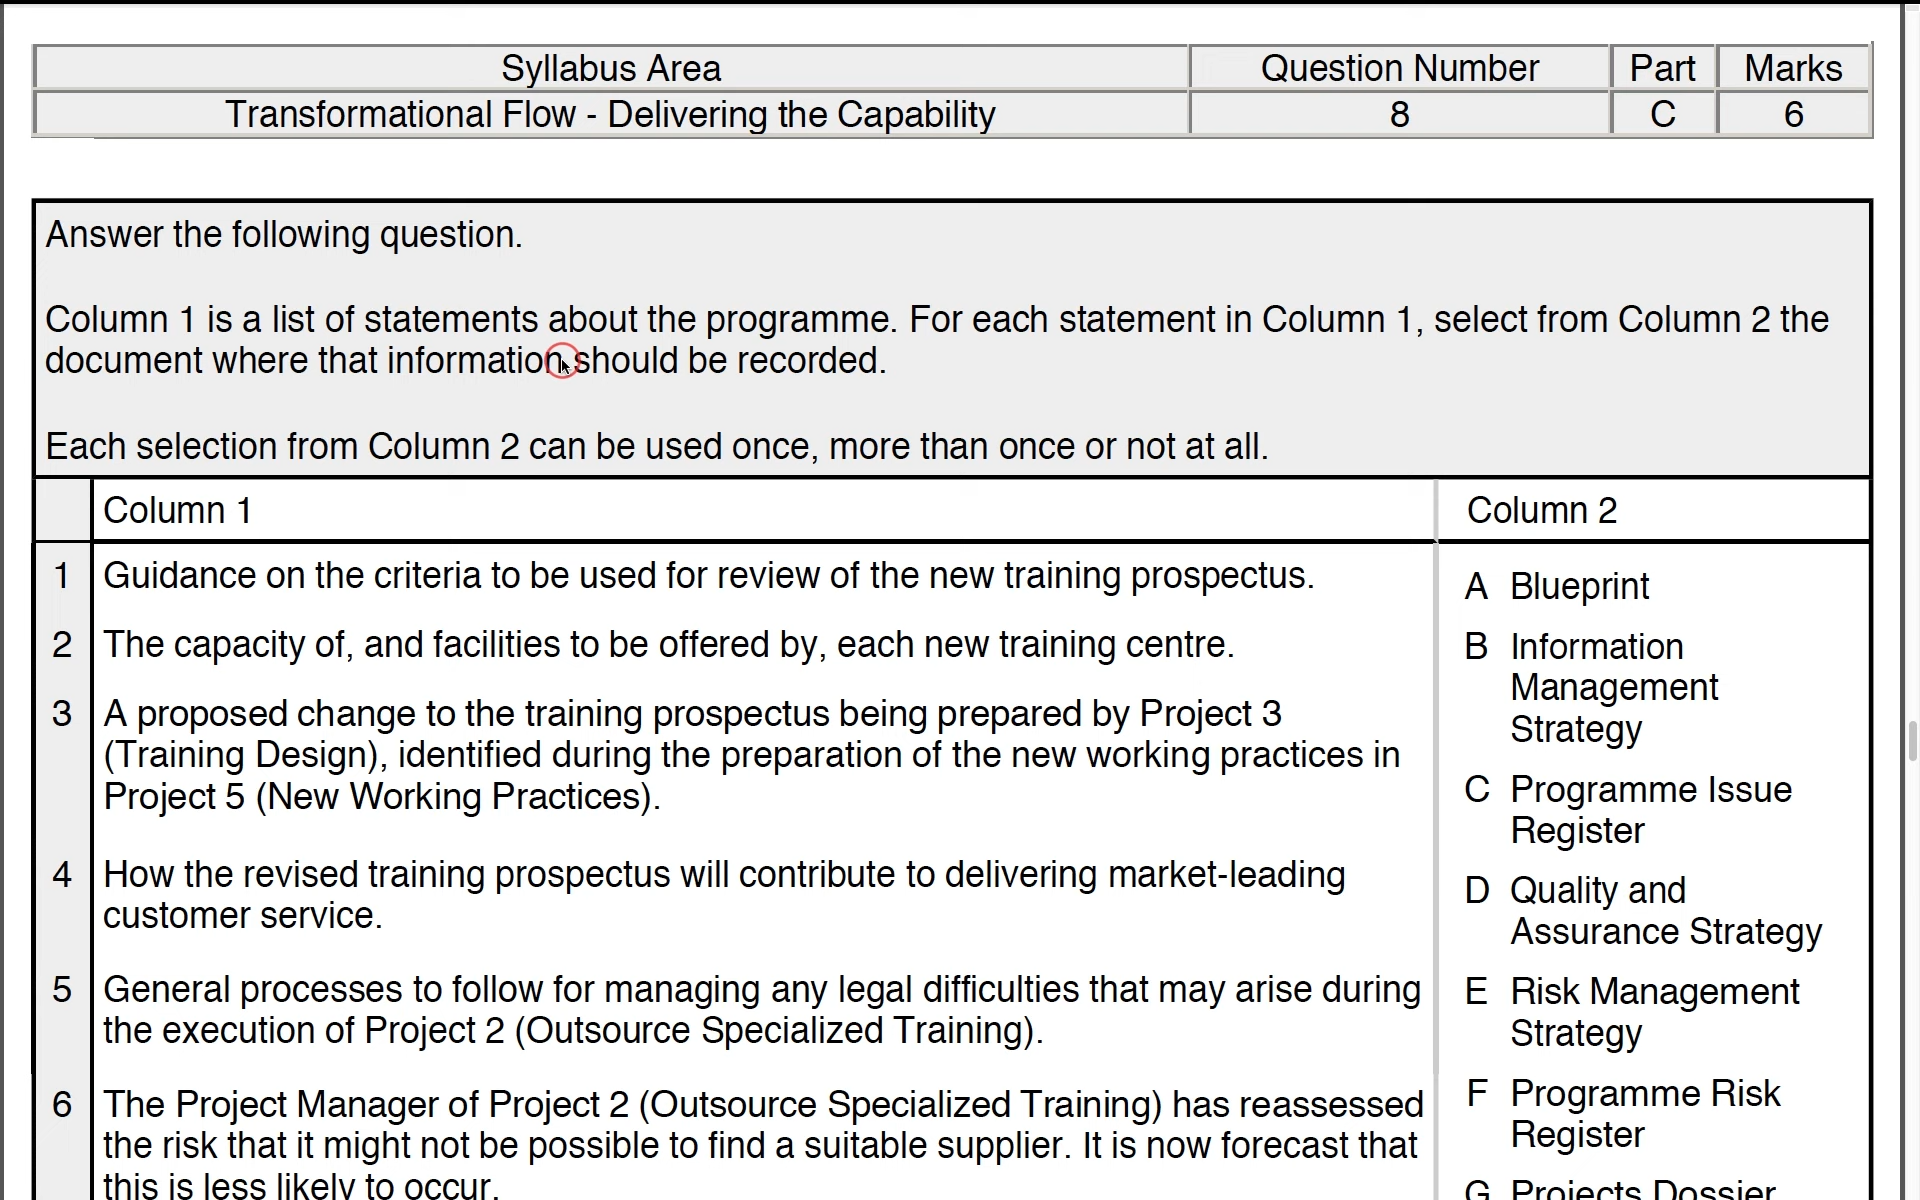 Syllabus Area Question Number Part Marks
Transformational Flow - Delivering the Capability 8 C 6
Answer the following question.
Column 1 is a list of statements about the programme. For each statement in Column 1, select from Column 2 the
document where that information should be recorded.
Each selection from Column 2 can be used once, more than once or not at all.
Column 1
1 Guidance on the criteria to be used for review of the new training prospectus.
2 The capacity of, and facilities to be offered by, each new training centre.
3 A proposed change to the training prospectus being prepared by Project 3
(Training Design), identified during the preparation of the new working practices in
Project 5 (New Working Practices).
4 How the revised training prospectus will contribute to delivering market-leading
customer service.
5 General processes to follow for managing any legal difficulties that may arise during
the execution of Project 2 (Outsource Specialized Training).
6 The Project Manager of Project 2 (Outsource Specialized Training) has reassessed
the risk that it might not be possible to find a suitable supplier. It is now forecast that
this is less likely to occur.
Column 2
A Blueprint
B Information
Management
Strategy
C Programme Issue
Register
D Quality and
Assurance Strategy
E Risk Management
Strategy
F Programme Risk
Register
G Projects Dossier